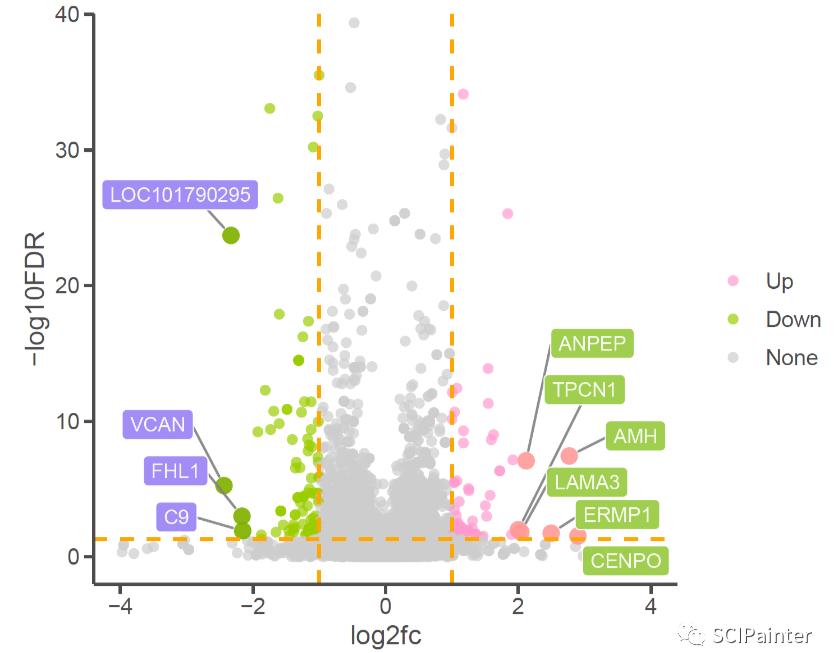 40
30
20
10
0
−log10FDR
LOC101790295
VCAN
FHL1
C9
ANPEP
TPCN1
AMH
LAMA3
ERMP1
CENPO
Up
Down
None
−4 −2 0 2 4
log2fc
SCIPainter